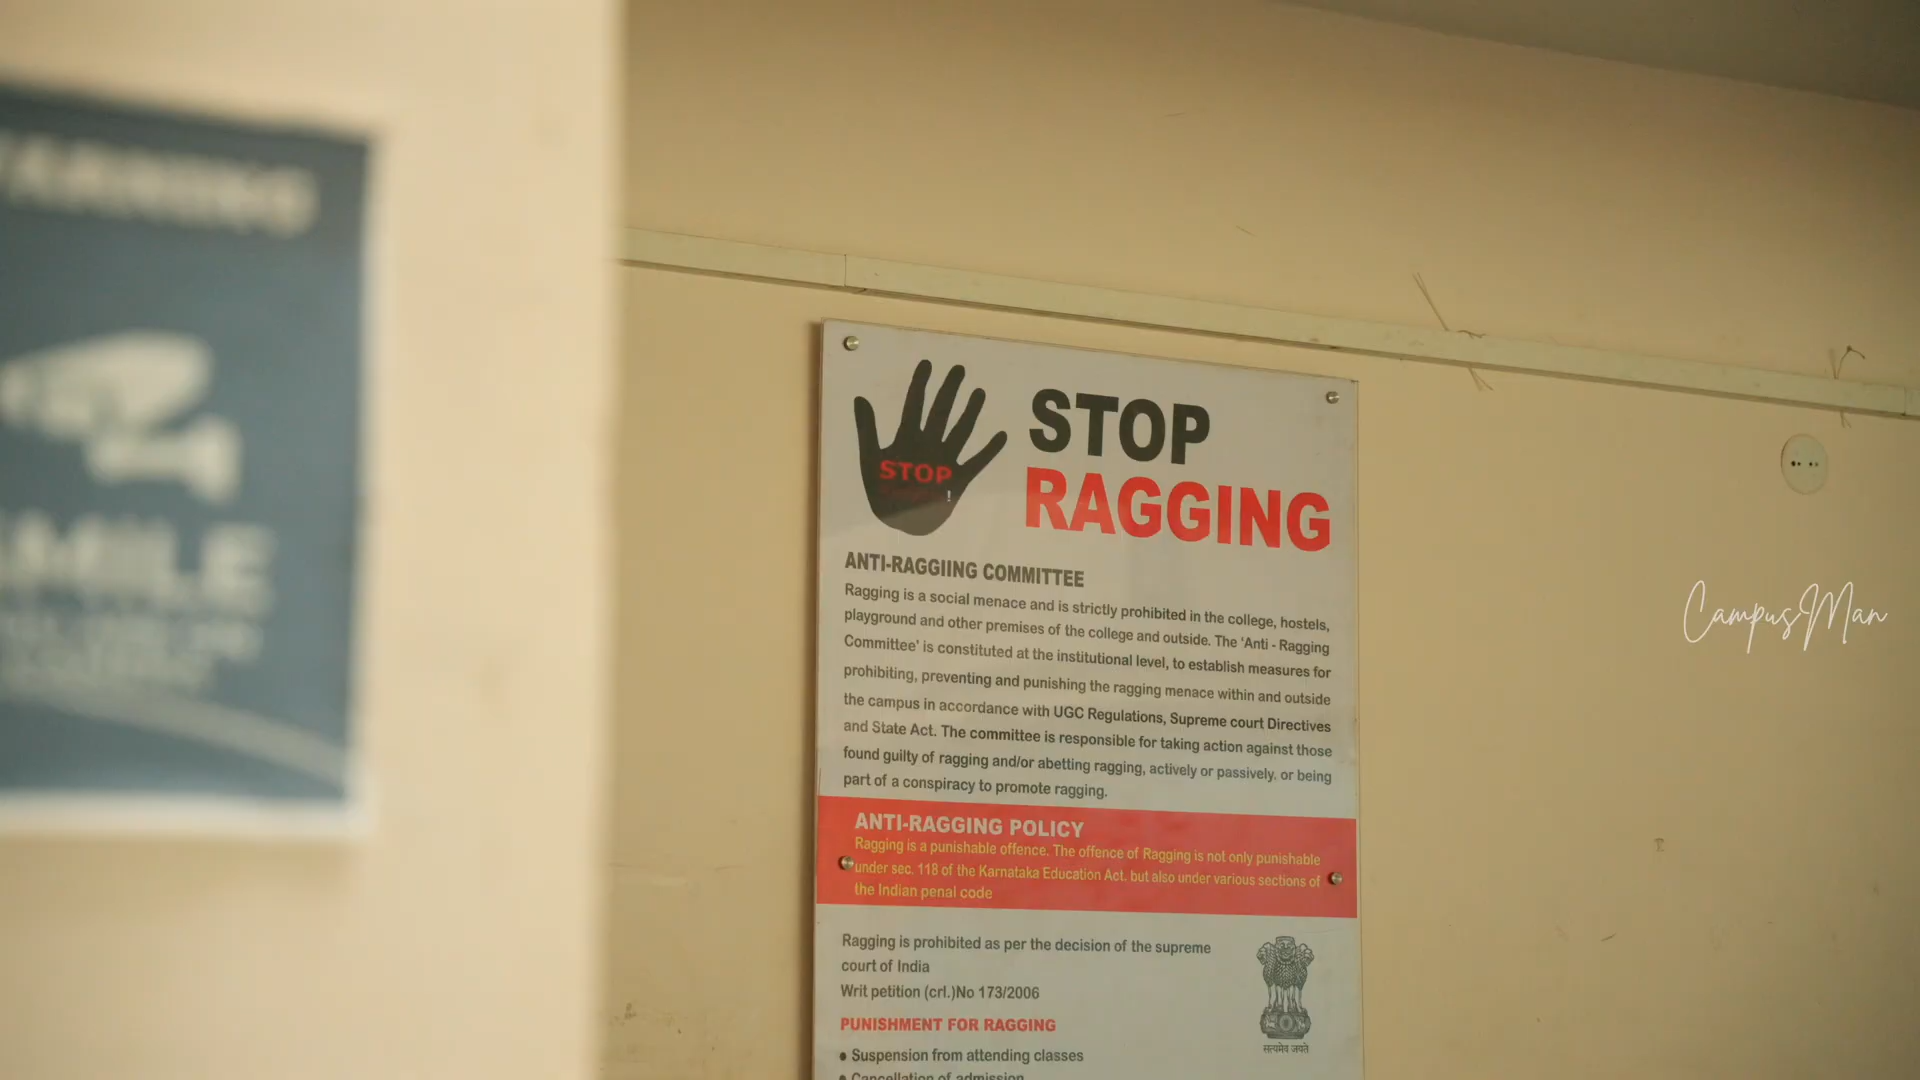 WARNING
SMILE
STOP
!
STOP
RAGGING
ANTI-RAGGIING COMMITTEE
Ragging is a social menace and is strictly prohibited in the college, hostels,
playground and other premises of the college and outside. The 'Anti - Ragging
Committee' is constituted at the institutional level, to establish measures for
prohibiting, preventing and punishing the ragging menace within and outside
the campus in accordance with UGC Regulations, Supreme court Directives
and State Act. The committee is responsible for taking action against those
found guilty of ragging and/or abetting ragging, actively or passively. or being
part of a conspiracy to promote ragging.
ANTI-RAGGING POLICY
Ragging is a punishable offence. The offence of Ragging is not only punishable
under sec. 118 of the Karnataka Education Act. but also under various sections of
the Indian penal code
Ragging is prohibited as per the decision of the supreme
court of India
Writ petition (crl.)No 173/2006
सत्यमेव जयते
PUNISHMENT FOR RAGGING
● Suspension from attending classes
● Cancellation of admission
CampusMan